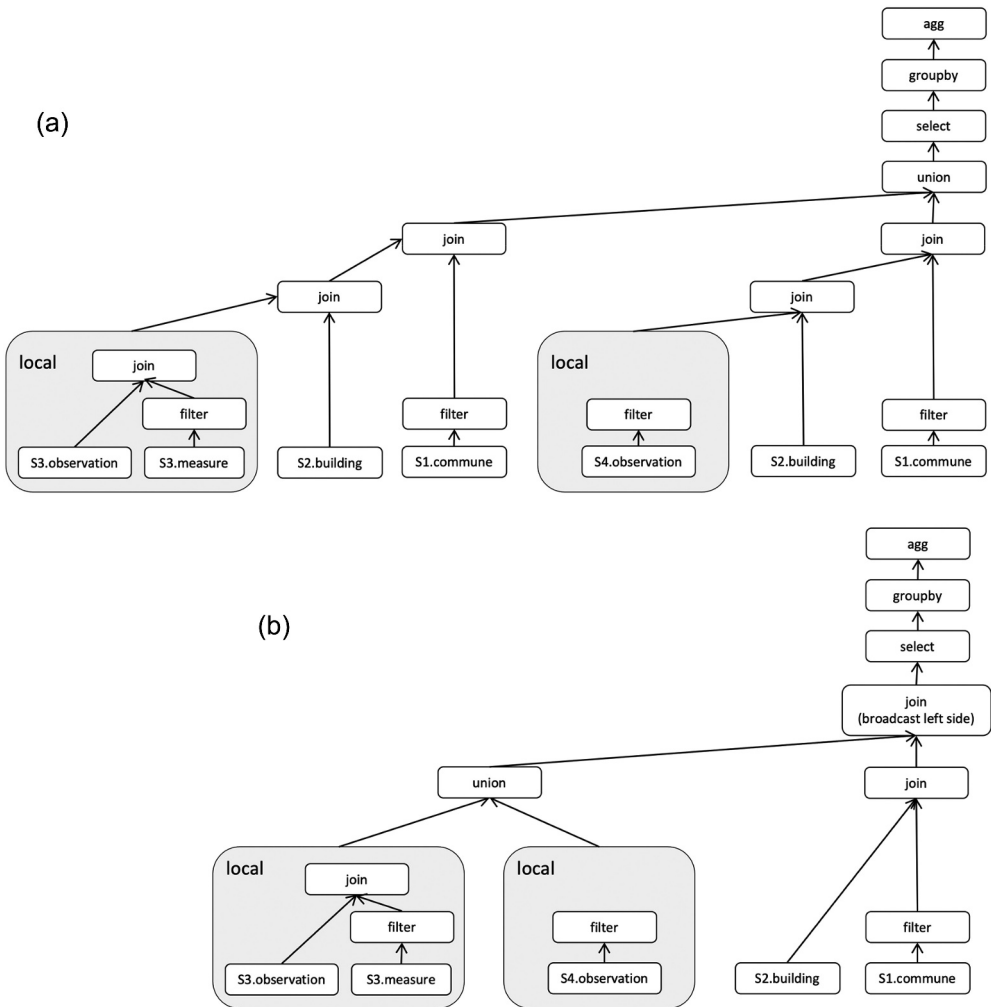 agg
groupby
(a)
select
union
join
join
join
join
local
join
filter
S3.observation
S3.measure
S2.building
filter
S1.commune
local
filter
S4.observation
S2.building
filter
S1.commune
agg
groupby
(b)
select
join
(broadcast left side)
union
join
local
join
filter
S3.observation
S3.measure
local
filter
S4.observation
S2.building
filter
S1.commune